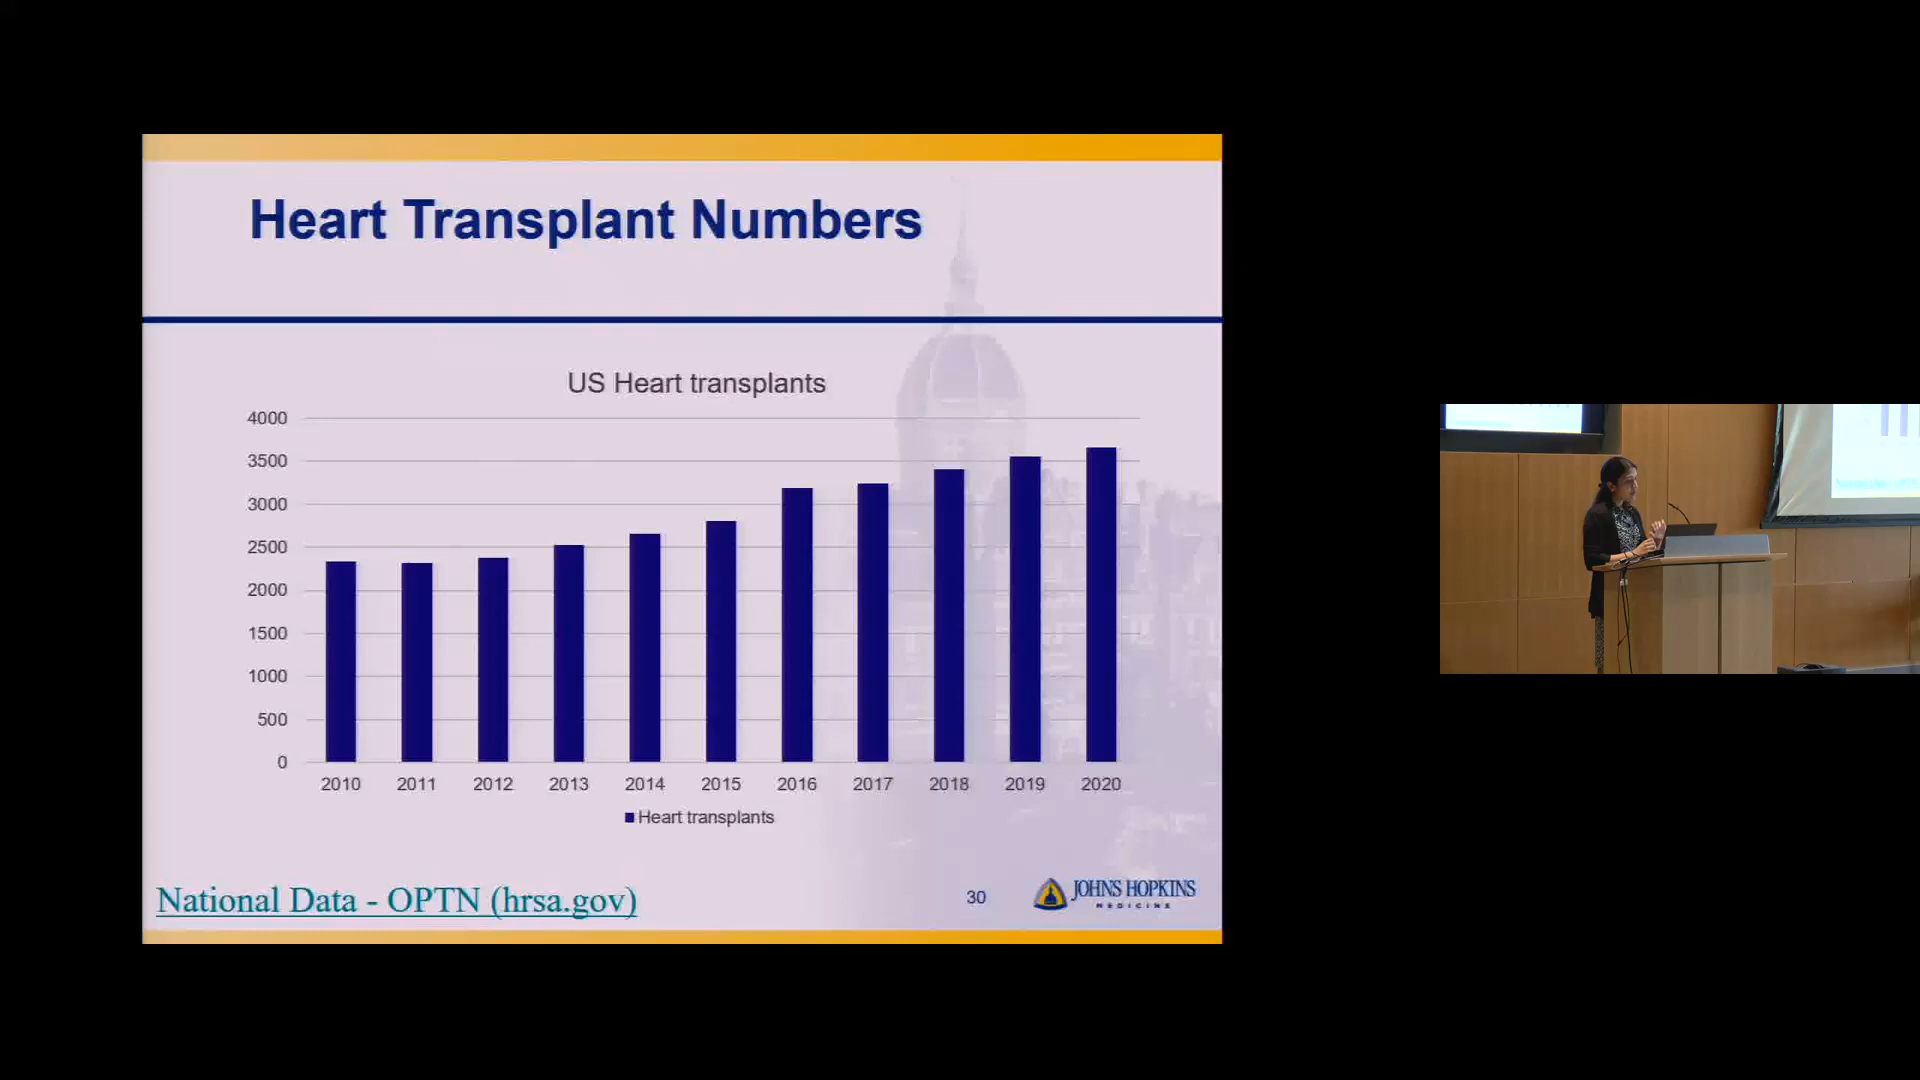 Heart Transplant Numbers
US Heart transplants
4000
3500
3000
2500
2000
1500
1000
500
0
2010 2011 2012 2013 2014 2015 2016 2017 2018 2019 2020
Heart transplants
National Data - OPTN (hrsa.gov)
30
JOHNS HOPKINS
MEDICINE